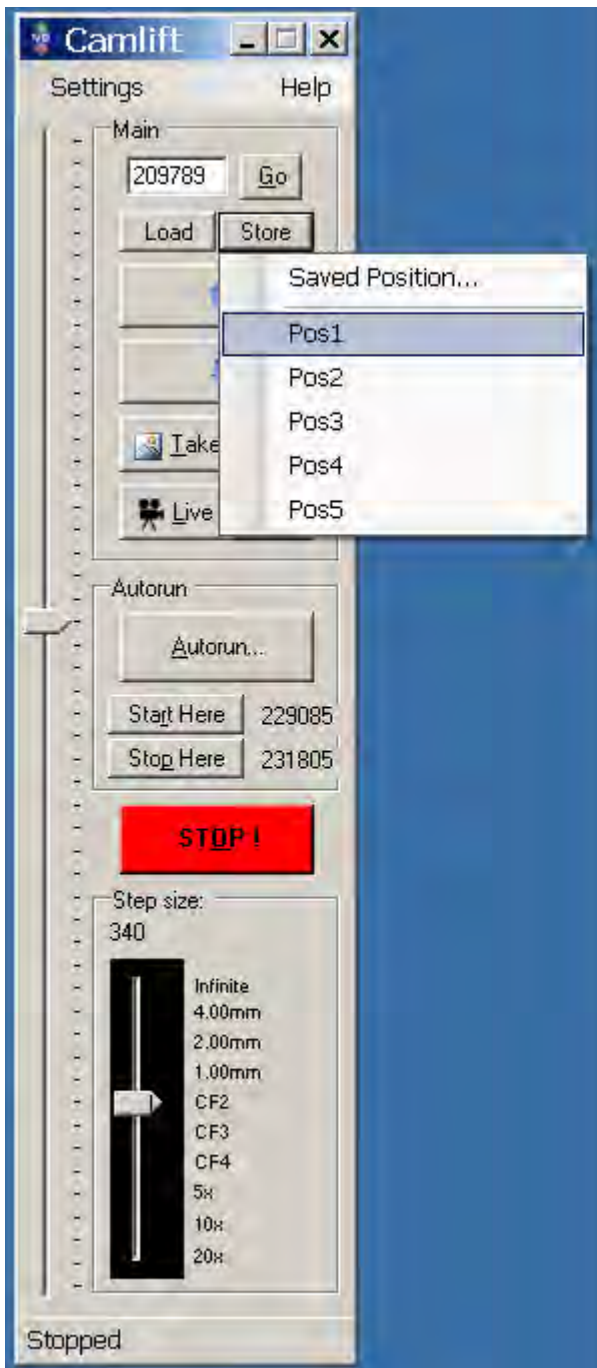 Camlift
Settings Help
Main
209789 Go
Load Store
Saved Position...
Pos1
Pos2
Take
Pos3
Pos4
Live Pos5
Autorun
Autorun...
Start Here 229085
Stop Here 231805
STOP !
Step size:
340
Infinite
4.00mm
2.00mm
1.00mm
CF2
CF3
CF4
5x
10x
20x
Stopped